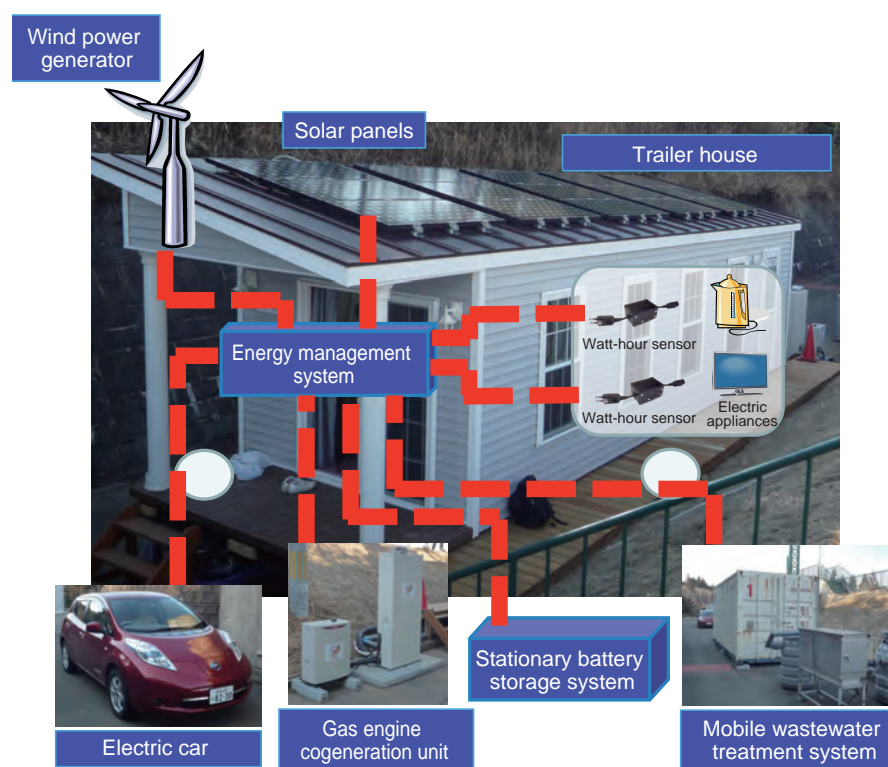 Wind power
generator
Solar panels
Trailer house
Energy management
system
Watt-hour sensor
Watt-hour sensor
Electric
appliances
Electric car
Gas engine
cogeneration unit
Stationary battery
storage system
Mobile wastewater
treatment system
1